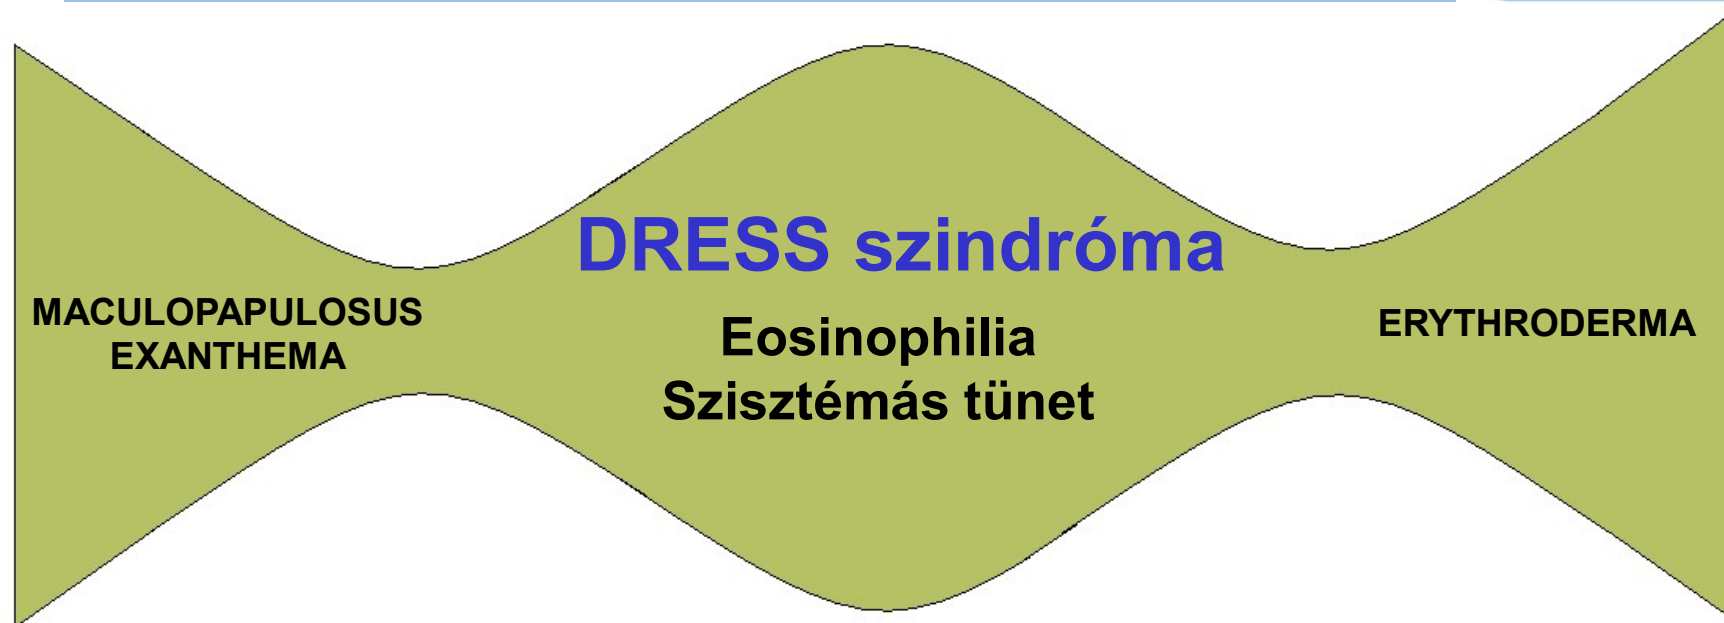 MACULOPAPULOSUS
EXANTHEMA
DRESS szindróma
Eosinophilia
Szisztémás tünet
ERYTHRODERMA